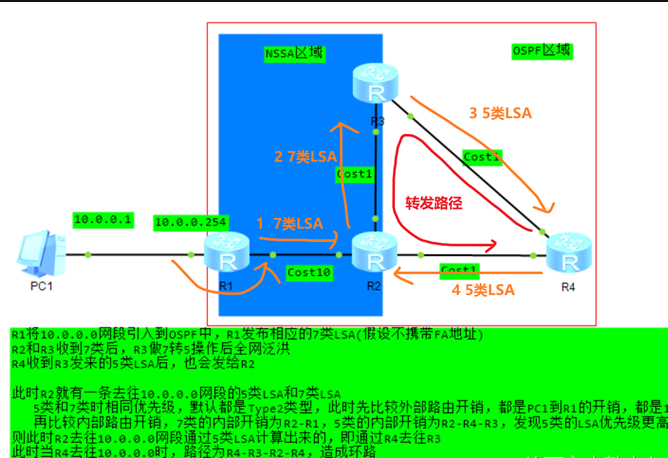 NSSA区域
OSPF区域
R
R3
3 5类LSA
2 7类LSA
Cost1
Cost1
转发路径
10.0.0.1
10.0.0.254
1 7类LSA
R
R
R
PC1
R1
Cost10
R2
Cost1
R4
4 5类LSA
R1将10.0.0.0网段引入到OSPF中，R1发布相应的7类LSA(假设不携带FA地址)
R2和R3收到7类后，R3做7转5操作后全网泛洪
R4收到R3发来的5类LSA后，也会发给R2
此时R2就有一条去往10.0.0.0网段的5类LSA和7类LSA
5类和7类时相同优先级，默认都是Type2类型，此时先比较外部路由开销，都是PC1到R1的开销，都是1
再比较内部路由开销，7类的内部开销为R2-R1，5类的内部开销为R2-R4-R3，发现5类的LSA优先级更高
则此时R2去往10.0.0.0网段通过5类LSA计算出来的，即通过R4去往R3
此时当R4去往10.0.0.0时，路径为R4-R3-R2-R4，造成环路